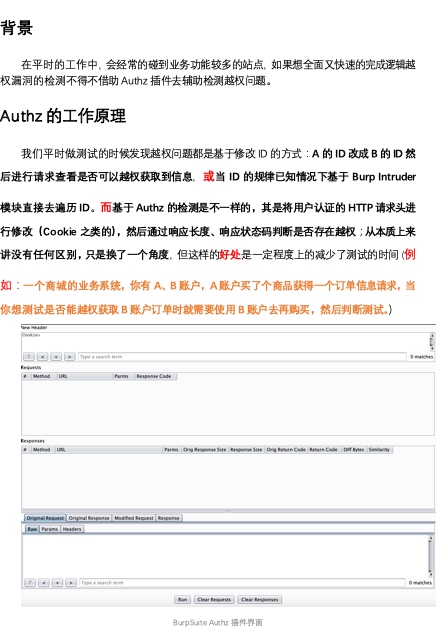 背景
在平时的工作中，会经常的碰到业务功能较多的站点，如果想全面又快速的完成逻辑越
权漏洞的检测不得不借助 Authz 插件去辅助检测越权问题。
Authz 的工作原理
我们平时做测试的时候发现越权问题都是基于修改 ID 的方式：A 的 ID 改成 B 的 ID 然
后进行请求查看是否可以越权获取到信息，或当 ID 的规律已知情况下基于 Burp Intruder
模块直接去遍历 ID。而基于 Authz 的检测是不一样的，其是将用户认证的 HTTP 请求头进
行修改（Cookie 之类的），然后通过响应长度、响应状态码判断是否存在越权；从本质上来
讲没有任何区别，只是换了一个角度，但这样的好处是一定程度上的减少了测试的时间（例
如：一个商城的业务系统，你有 A、B 账户，A 账户买了个商品获得一个订单信息请求，当
你想测试是否能越权获取 B 账户订单时就需要使用 B 账户去再购买，然后判断测试。）
New Header
Cookies:
? < + > Type a search term 0 matches
Requests
# Method URL Parms Response Code
Responses
# Method URL Parms Orig Response Size Response Size Orig Return Code Return Code Diff Bytes Similarity
Original Request Original Response Modified Request Response
Raw Params Headers
? < + > Type a search term 0 matches
Run Clear Requests Clear Responses
BurpSuite Authz 插件界面